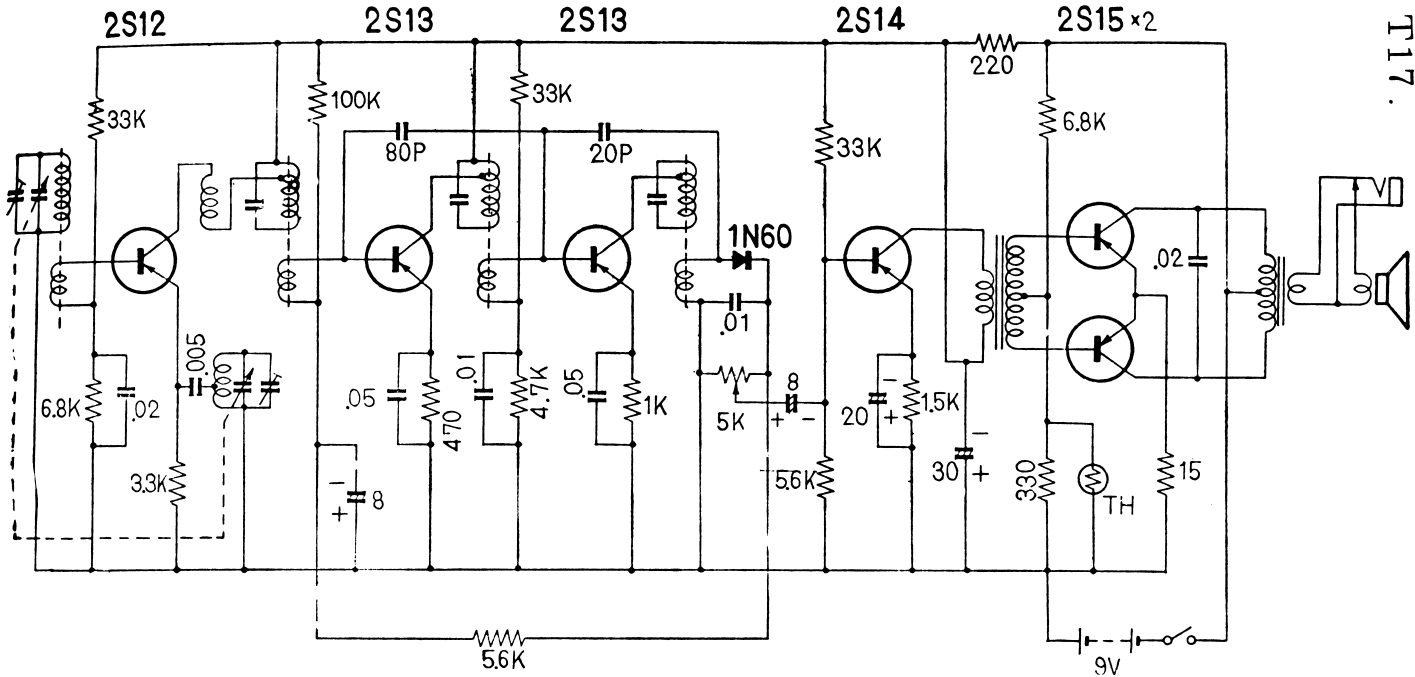 2S12
2S13
2S13
2S14
2S15 ×2
T17.
220
33K
100K
33K
33K
6.8K
80P
20P
1N60
.02
.01
.005
6.8K
.02
.05
470
.01
4.7K
.05
1K
5K
8
+ -
20
-
+
1.5K
30
-
+
330
TH
15
3.3K
-
+
8
5.6K
5.6K
9V